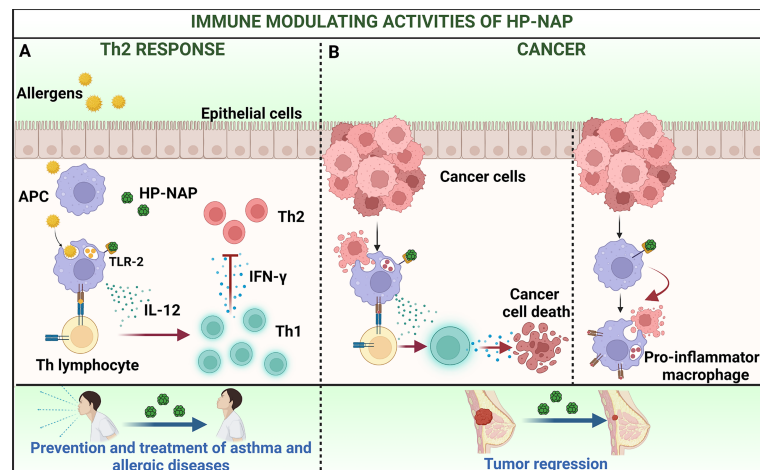 IMMUNE MODULATING ACTIVITIES OF HP-NAP
A
Th2 RESPONSE
Allergens
Epithelial cells
APC
HP-NAP
Th2
TLR-2
IFN-γ
IL-12
Th1
Th lymphocyte
Prevention and treatment of asthma and
allergic diseases
B
CANCER
Cancer cells
Cancer
cell death
Pro-inflammator
macrophage
Tumor regression